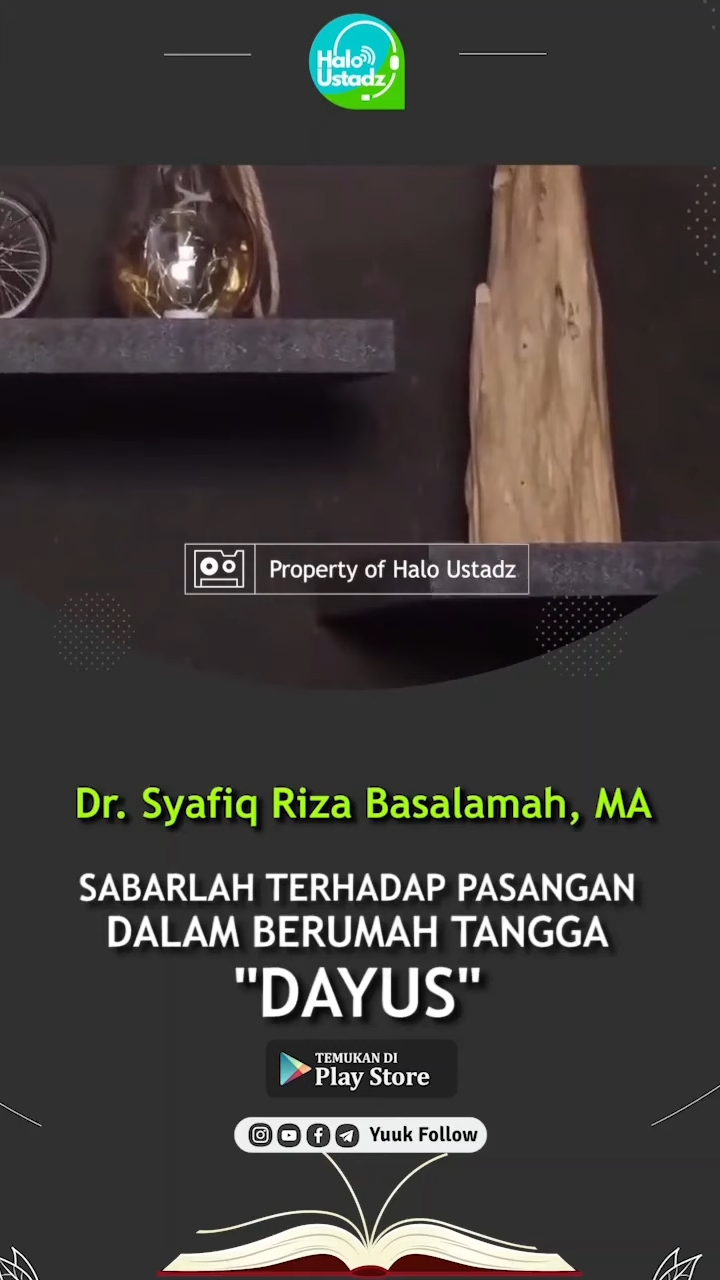 Halo
Ustadz
Property of Halo Ustadz
Dr. Syafiq Riza Basalamah, MA
SABARLAH TERHADAP PASANGAN
DALAM BERUMAH TANGGA
"DAYUS"
TEMUKAN DI
Play Store
Yuuk Follow